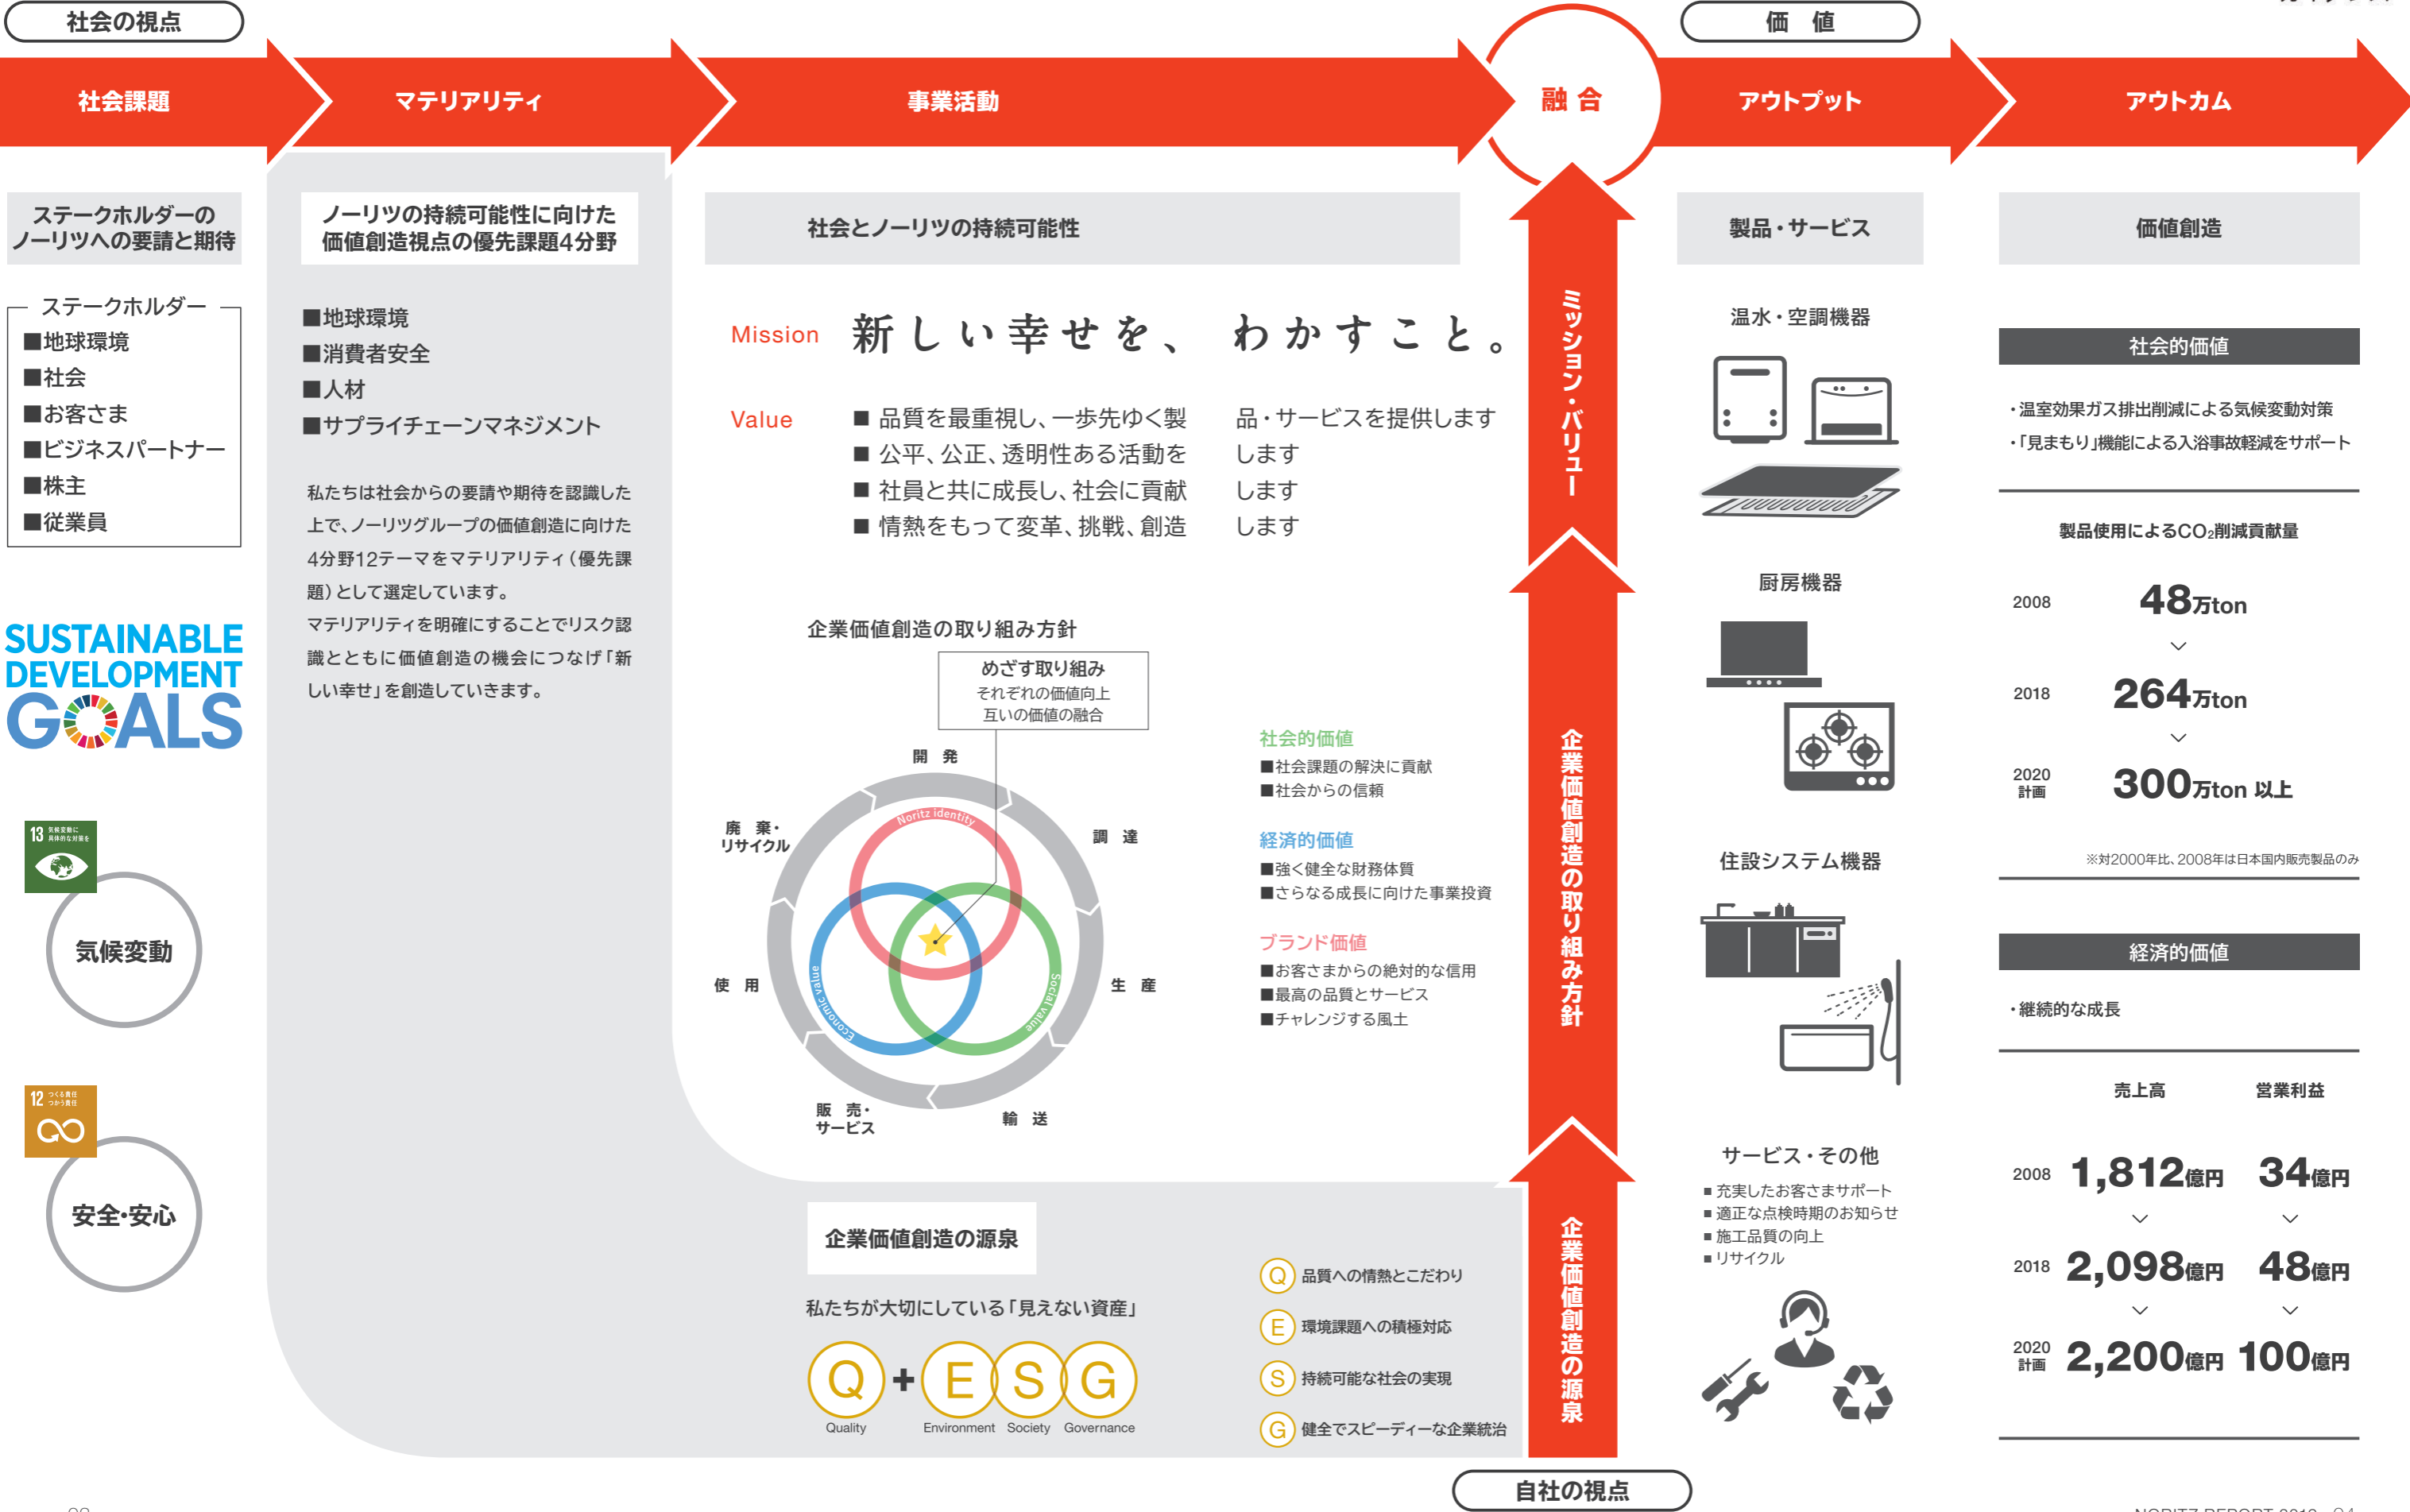 社会の視点
価 値
社会課題
マテリアリティ
事業活動
融 合
アウトプット
アウトカム
ステークホルダーの
ノーリツへの要請と期待
ステークホルダー
■地球環境
■社会
■お客さま
■ビジネスパートナー
■株主
■従業員
SUSTAINABLE
DEVELOPMENT
GOALS
13 気候変動に
具体的な対策を
気候変動
12 つくる責任
つかう責任
安全・安心
ノーリツの持続可能性に向けた
価値創造視点の優先課題4分野
■地球環境
■消費者安全
■人材
■サプライチェーンマネジメント
私たちは社会からの要請や期待を認識した
上で、ノーリツグループの価値創造に向けた
4分野12テーマをマテリアリティ(優先課
題)として選定しています。
マテリアリティを明確にすることでリスク認
識とともに価値創造の機会につなげ「新
しい幸せ」を創造していきます。
社会とノーリツの持続可能性
Mission 新しい幸せを、 わかすこと。
Value ■ 品質を最重視し、一歩先ゆく製 品・サービスを提供します
■ 公平、公正、透明性ある活動を します
■ 社員と共に成長し、社会に貢献 します
■ 情熱をもって変革、挑戦、創造 します
企業価値創造の取り組み方針
めざす取り組み
それぞれの価値向上
互いの価値の融合
開 発
調 達
生 産
輸 送
販 売・
サービス
使 用
廃 棄・
リサイクル
Noritz identity
Economic value
Social value
社会的価値
■社会課題の解決に貢献
■社会からの信頼
経済的価値
■強く健全な財務体質
■さらなる成長に向けた事業投資
ブランド価値
■お客さまからの絶対的な信用
■最高の品質とサービス
■チャレンジする風土
企業価値創造の源泉
私たちが大切にしている「見えない資産」
Q + E S G
Quality Environment Society Governance
Q 品質への情熱とこだわり
E 環境課題への積極対応
S 持続可能な社会の実現
G 健全でスピーディーな企業統治
ミッション・バリュー
企業価値創造の取り組み方針
企業価値創造の源泉
自社の視点
製品・サービス
温水・空調機器
厨房機器
住設システム機器
サービス・その他
■ 充実したお客さまサポート
■ 適正な点検時期のお知らせ
■ 施工品質の向上
■ リサイクル
価値創造
社会的価値
・温室効果ガス排出削減による気候変動対策
・「見まもり」機能による入浴事故軽減をサポート
製品使用によるCO₂削減貢献量
2008 48万ton
2018 264万ton
2020
計画 300万ton 以上
※対2000年比、2008年は日本国内販売製品のみ
経済的価値
・継続的な成長
売上高 営業利益
2008 1,812億円 34億円
2018 2,098億円 48億円
2020
計画 2,200億円 100億円